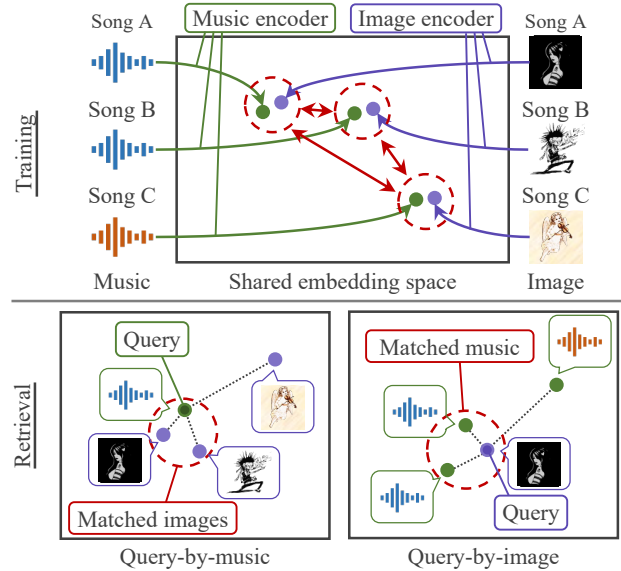 Song A
Music encoder
Image encoder
Song A
Song B
Song B
Song C
Song C
Training
Music
Shared embedding space
Image
Query
Matched music
Retrieval
Matched images
Query
Query-by-music
Query-by-image